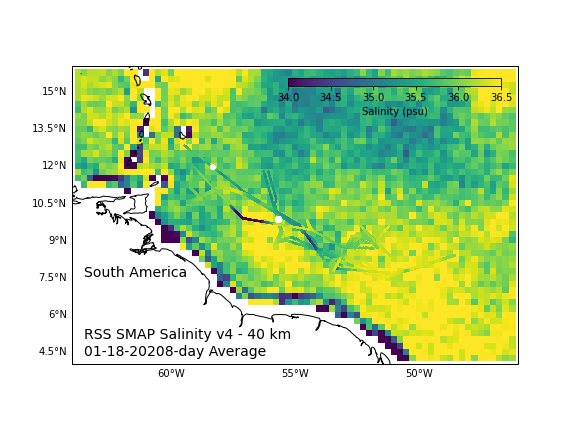 15°N
34.0 34.5 35.0 35.5 36.0 36.5
Salinity (psu)
13.5°N
12°N
10.5°N
9°N
7.5°N
South America
6°N
RSS SMAP Salinity v4 - 40 km
01-18-20208-day Average
4.5°N
60°W 55°W 50°W